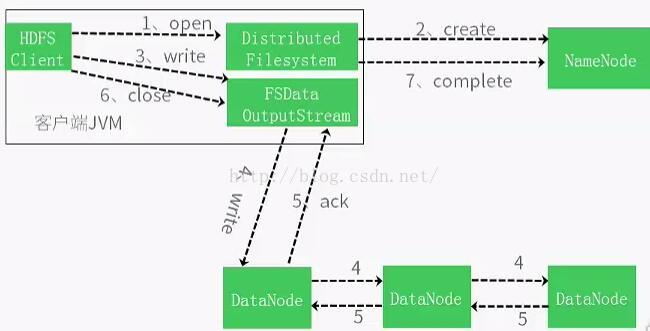 HDFS
Client
1、open
Distributed
Filesystem
2、create
NameNode
3、write
7、complete
6、close
FSData
OutputStream
客户端JVM
http://blog.csdn.net/
4、write
5、ack
DataNode
4
5
DataNode
4
5
DataNode